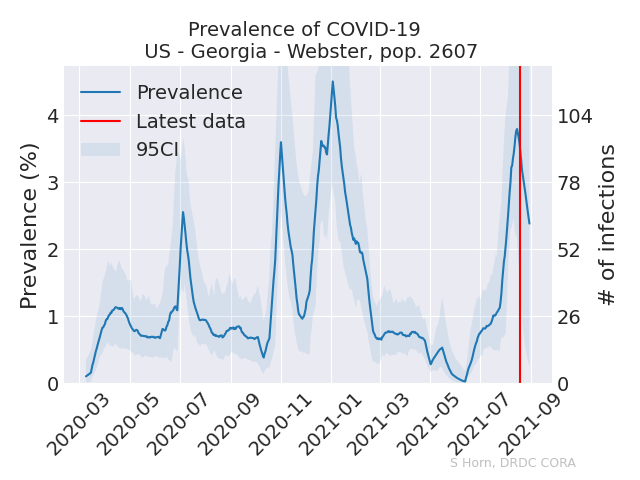 Prevalence of COVID-19
US - Georgia - Webster, pop. 2607
Prevalence
Latest data
95CI
Prevalence (%)
4
3
2
1
0
# of infections
104
78
52
26
0
2020-03
2020-05
2020-07
2020-09
2020-11
2021-01
2021-03
2021-05
2021-07
2021-09
S Horn, DRDC CORA